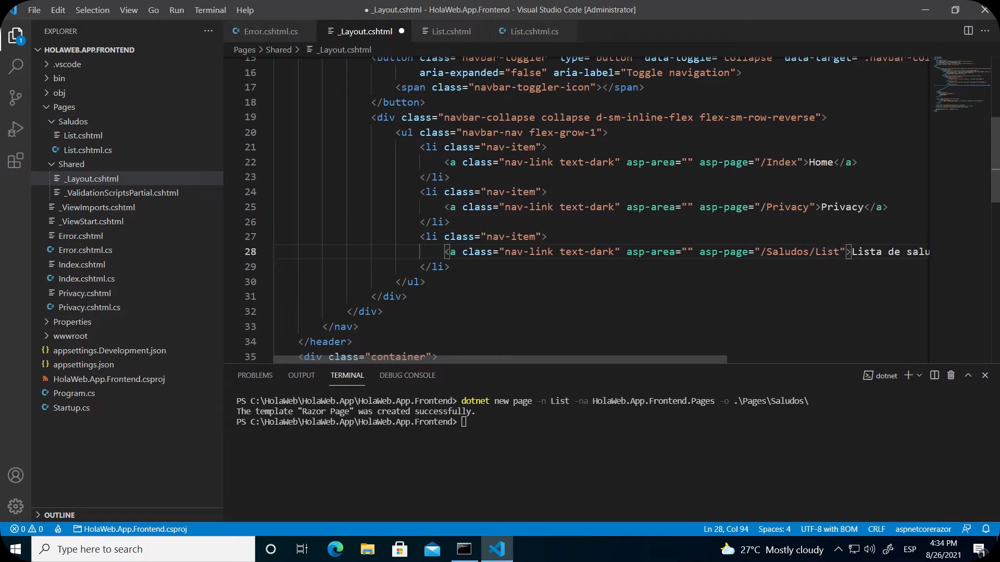 File Edit Selection View Go Run Terminal Help
● _Layout.cshtml - HolaWeb.App.Frontend - Visual Studio Code [Administrator]
EXPLORER
Error.cshtml.cs
_Layout.cshtml
List.cshtml
List.cshtml.cs
Pages > Shared > _Layout.cshtml
1
HOLAWEB.APP.FRONTEND
.vscode
bin
obj
Pages
Saludos
List.cshtml
List.cshtml.cs
Shared
_Layout.cshtml
_ValidationScriptsPartial.cshtml
_ViewImports.cshtml
_ViewStart.cshtml
Error.cshtml
Error.cshtml.cs
Index.cshtml
Index.cshtml.cs
Privacy.cshtml
Privacy.cshtml.cs
Properties
wwwroot
appsettings.Development.json
appsettings.json
HolaWeb.App.Frontend.csproj
Program.cs
Startup.cs
OUTLINE
15 <button class="navbar-toggler" type="button" data-toggle="collapse" data-target=".navbar-col
16 aria-expanded="false" aria-label="Toggle navigation">
17 <span class="navbar-toggler-icon"></span>
18 </button>
19 <div class="navbar-collapse collapse d-sm-inline-flex flex-sm-row-reverse">
20 <ul class="navbar-nav flex-grow-1">
21 <li class="nav-item">
22 <a class="nav-link text-dark" asp-area="" asp-page="/Index">Home</a>
23 </li>
24 <li class="nav-item">
25 <a class="nav-link text-dark" asp-area="" asp-page="/Privacy">Privacy</a>
26 </li>
27 <li class="nav-item">
28 <a class="nav-link text-dark" asp-area="" asp-page="/Saludos/List">Lista de salu
29 </li>
30 </ul>
31 </div>
32 </div>
33 </nav>
34 </header>
35 <div class="container">
PROBLEMS OUTPUT TERMINAL DEBUG CONSOLE
dotnet
PS C:\HolaWeb\HolaWeb.App\HolaWeb.App.Frontend> dotnet new page -n List -na HolaWeb.App.Frontend.Pages -o .\Pages\Saludos\
The template "Razor Page" was created successfully.
PS C:\HolaWeb\HolaWeb.App\HolaWeb.App.Frontend>
0 0 HolaWeb.App.Frontend.csproj
Ln 28, Col 94 Spaces: 4 UTF-8 with BOM CRLF aspnetcorerazor
Type here to search
27°C Mostly cloudy
ESP
4:34 PM
8/26/2021
1